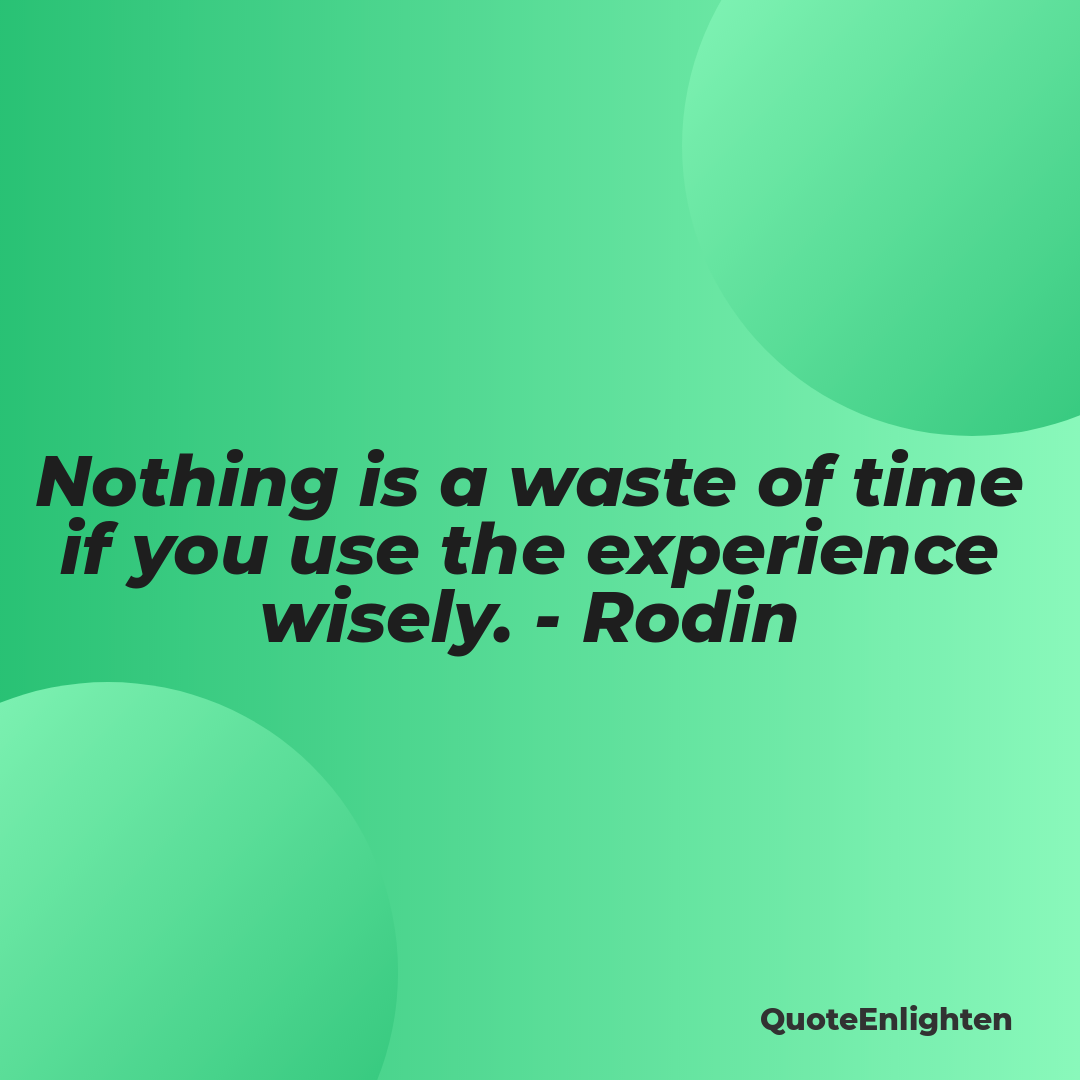 Nothing is a waste of time
if you use the experience
wisely. - Rodin
QuoteEnlighten